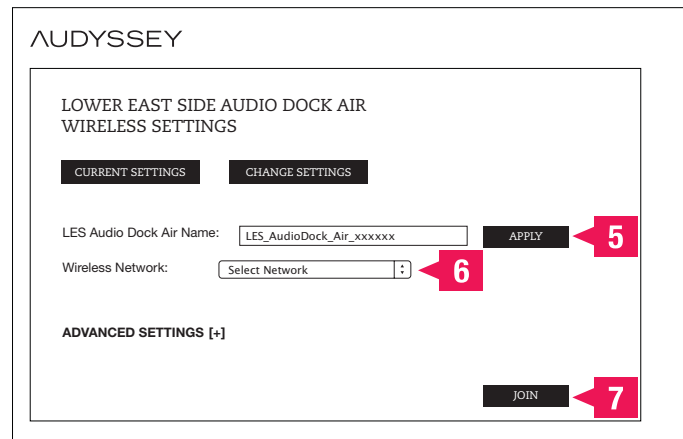 AUDYSSEY
LOWER EAST SIDE AUDIO DOCK AIR
WIRELESS SETTINGS
CURRENT SETTINGS CHANGE SETTINGS
LES Audio Dock Air Name: LES_AudioDock_Air_xxxxxx APPLY 5
Wireless Network: Select Network 6
ADVANCED SETTINGS [+]
JOIN 7